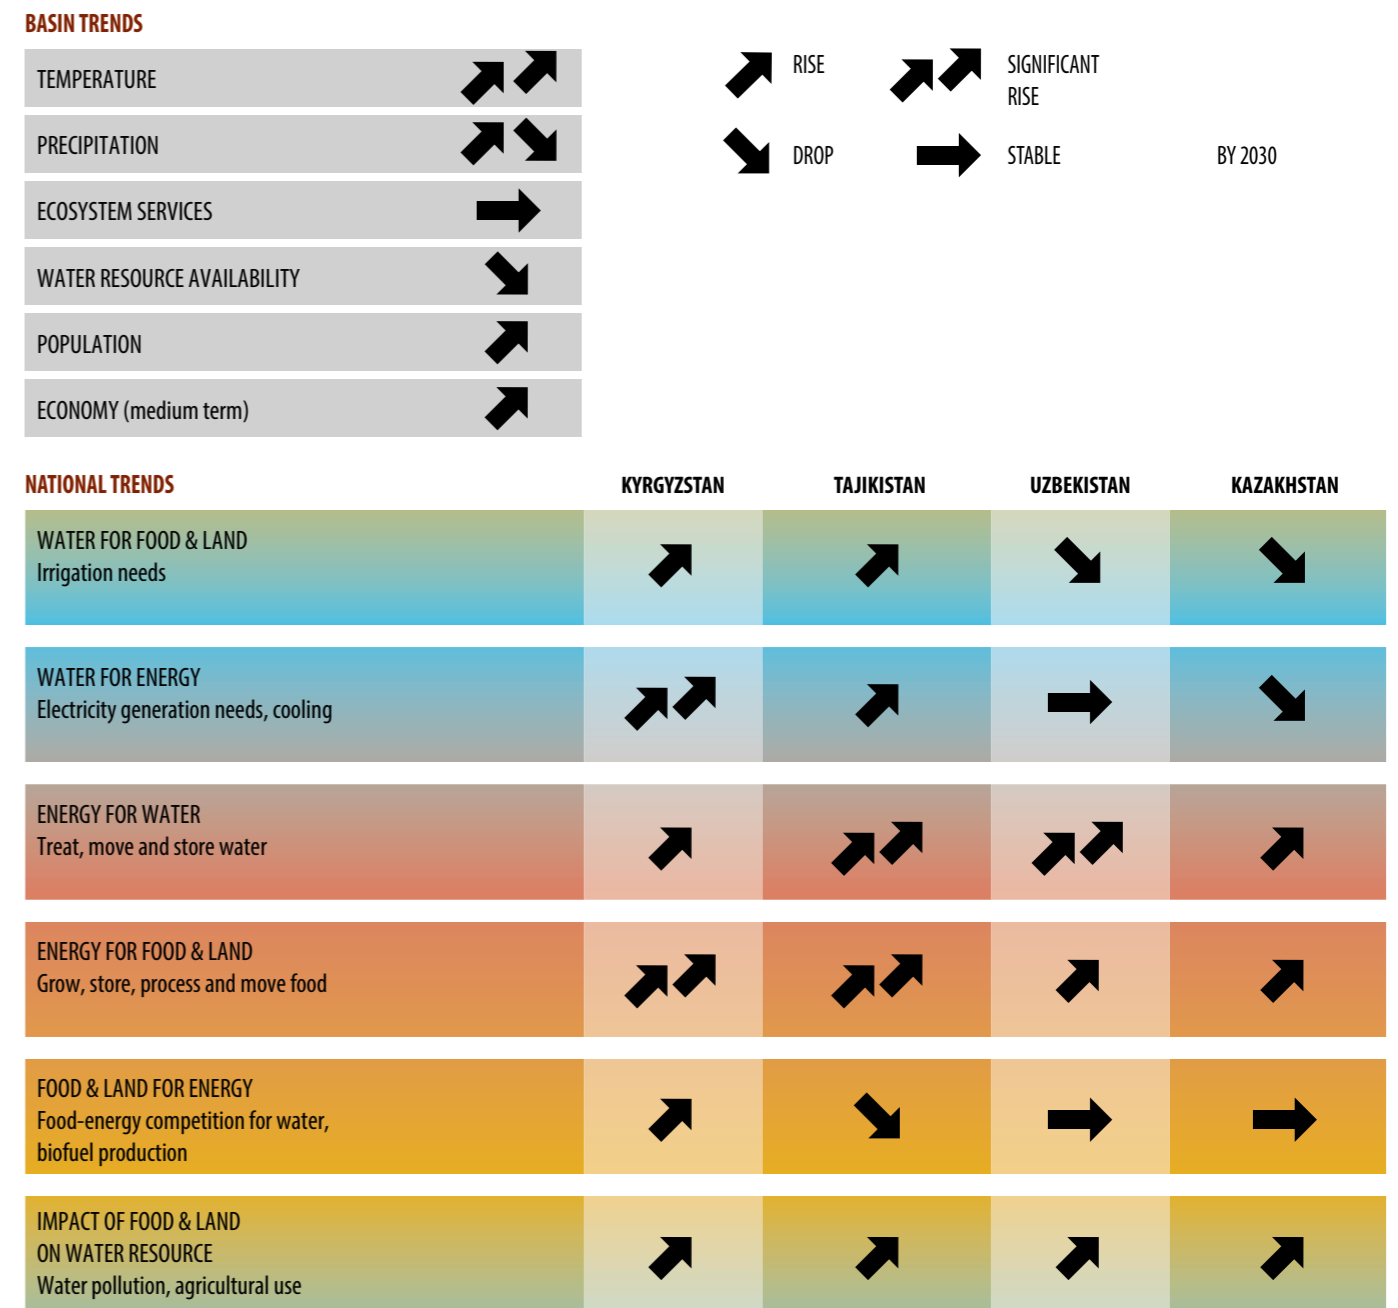 BASIN TRENDS
TEMPERATURE
PRECIPITATION
ECOSYSTEM SERVICES
WATER RESOURCE AVAILABILITY
POPULATION
ECONOMY (medium term)
RISE
SIGNIFICANT
RISE
DROP
STABLE
BY 2030
NATIONAL TRENDS
KYRGYZSTAN
TAJIKISTAN
UZBEKISTAN
KAZAKHSTAN
WATER FOR FOOD & LAND
Irrigation needs
WATER FOR ENERGY
Electricity generation needs, cooling
ENERGY FOR WATER
Treat, move and store water
ENERGY FOR FOOD & LAND
Grow, store, process and move food
FOOD & LAND FOR ENERGY
Food-energy competition for water,
biofuel production
IMPACT OF FOOD & LAND
ON WATER RESOURCE
Water pollution, agricultural use